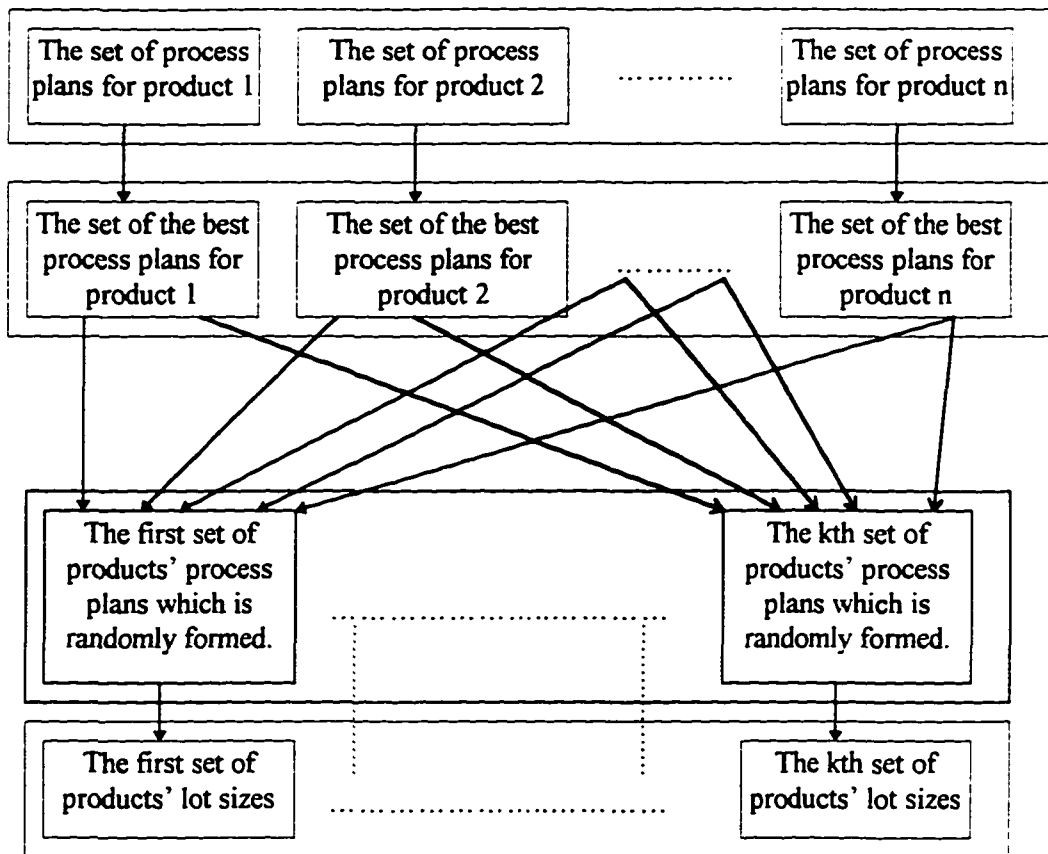 The set of process
plans for product 1
The set of process
plans for product 2
...........
The set of process
plans for product n
The set of the best
process plans for
product 1
The set of the best
process plans for
product 2
...........
The set of the best
process plans for
product n
The first set of
products' process
plans which is
randomly formed.
The kth set of
products' process
plans which is
randomly formed.
The first set of
products' lot sizes
The kth set of
products' lot sizes